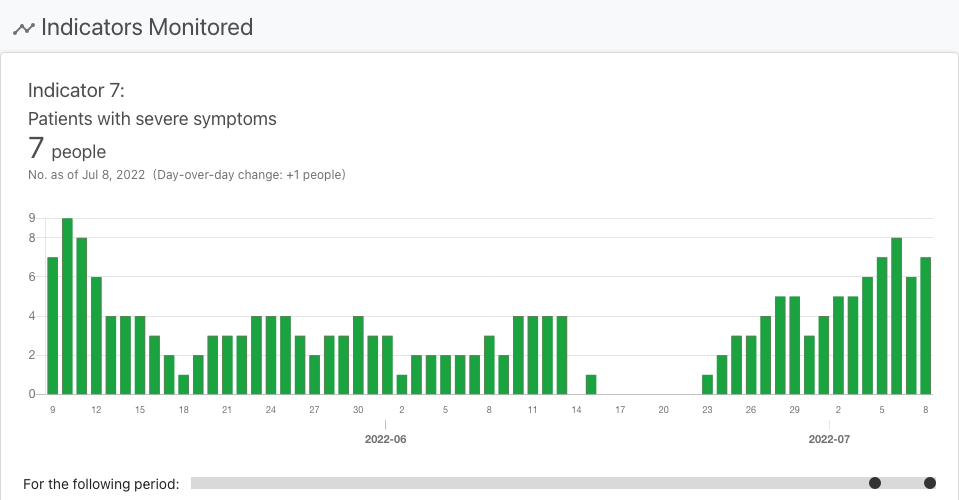 Indicators Monitored
Indicator 7:
Patients with severe symptoms
7 people
No. as of Jul 8, 2022 (Day-over-day change: +1 people)
9
8
6
4
2
0
9 12 15 18 21 24 27 30 2 5 8 11 14 17 20 23 26 29 2 5 8
2022-06 2022-07
For the following period: